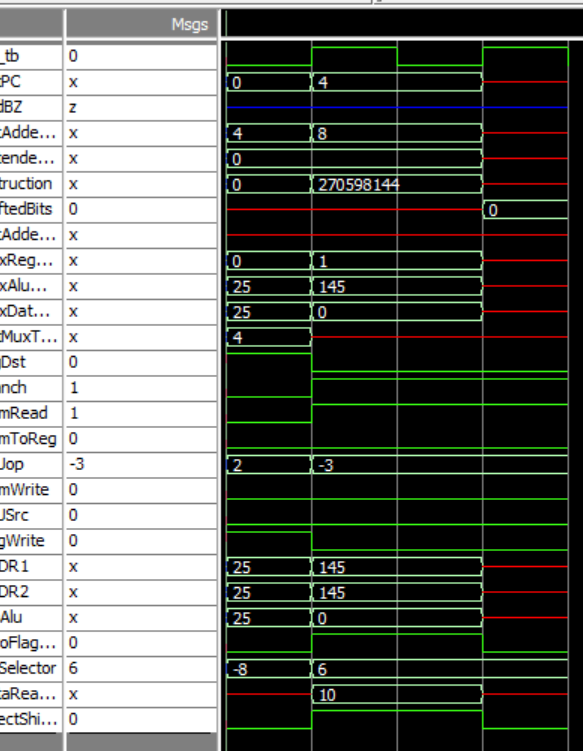 Msgs
_tb 0
tPC x 0 4
dBZ z
tAdde... x 4 8
tende... x 0
truction x 0 270598144
ftedBits 0 0
tAdde... x
xReg... x 0 1
xAlu... x 25 145
xDat... x 25 0
tMuxT... x 4
gDst 0
nch 1
mRead 1
mToReg 0
Uop -3 2 -3
mWrite 0
USrc 0
gWrite 0
DR1 x 25 145
DR2 x 25 145
Alu x 25 0
oFlag... 0
Selector 6 -8 6
taRea... x 10
ectShi... 0